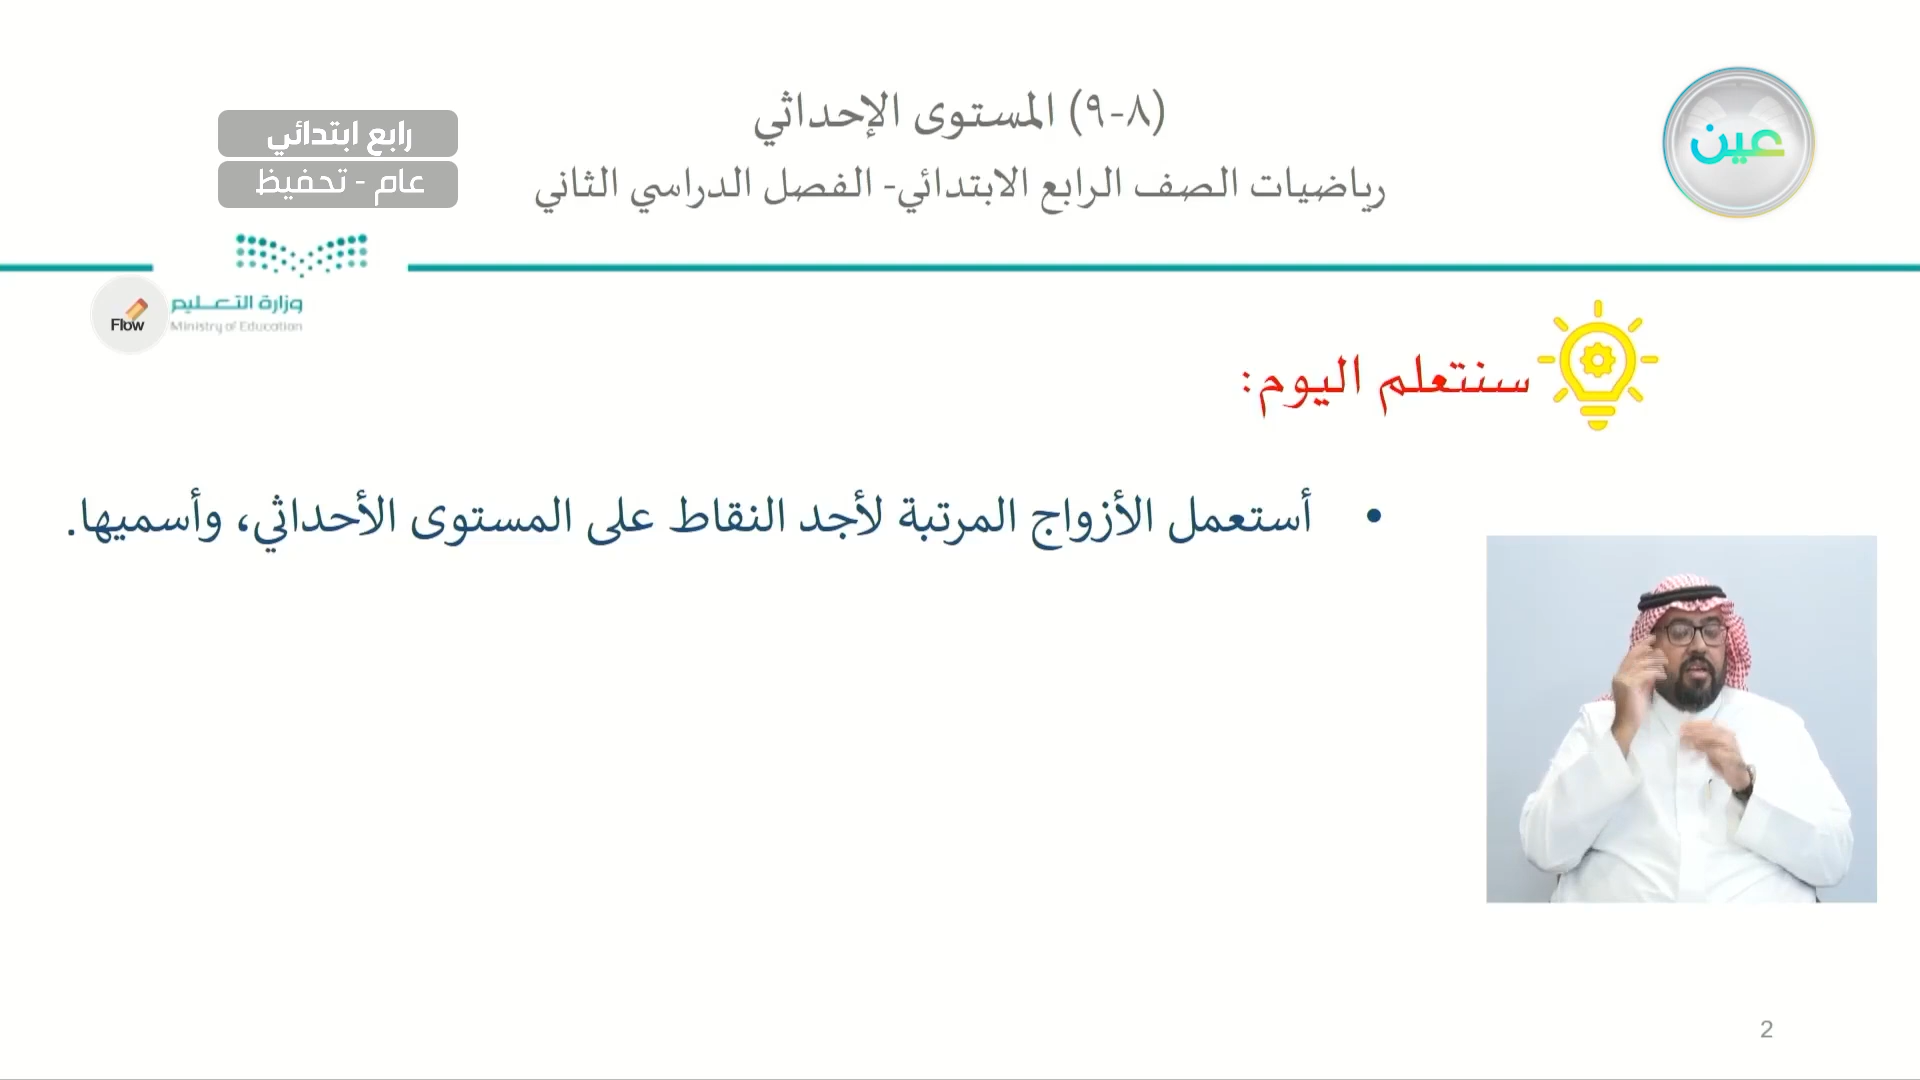 (٨-٩) المستوى الإحداثي
رياضيات الصف الرابع الابتدائي- الفصل الدراسي الثاني
عين
رابع ابتدائي
عام - تحفيظ
وزارة التعليم
Ministry of Education
Flow
سنتعلم اليوم:
• أستعمل الأزواج المرتبة لأجد النقاط على المستوى الأحداثي، وأسميها.
2